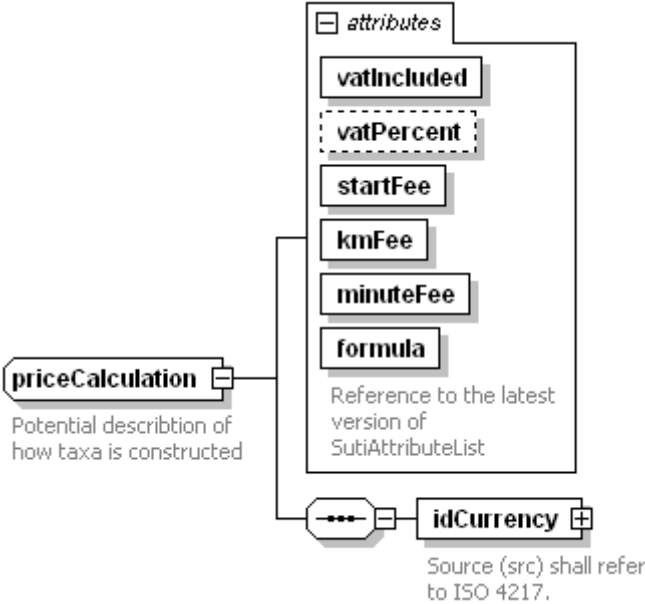 attributes
vatIncluded
vatPercent
startFee
kmFee
minuteFee
formula
Reference to the latest
version of
SutiAttributeList
priceCalculation
Potential describtion of
how taxa is constructed
idCurrency
Source (src) shall refer
to ISO 4217.